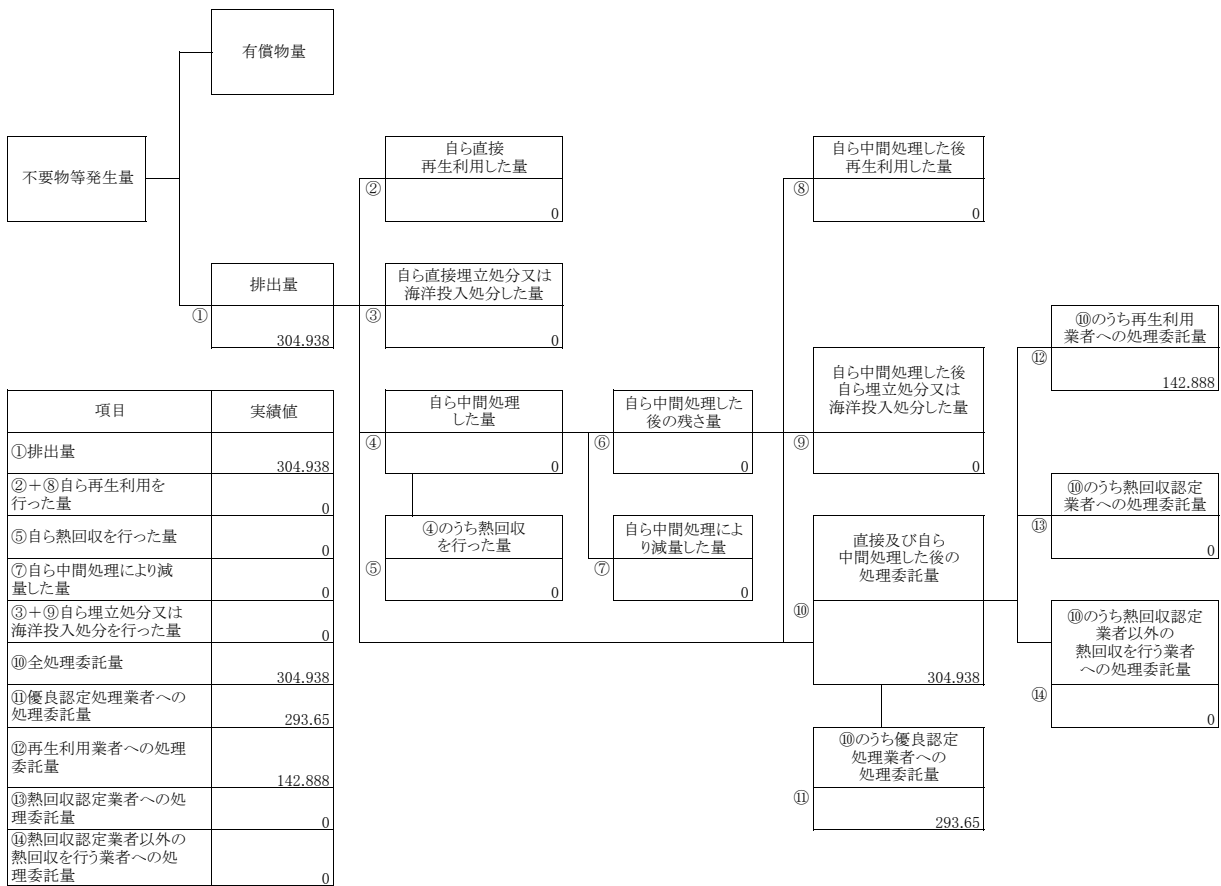 有償物量
不要物等発生量
自ら直接
再生利用した量
②
0
自ら中間処理した後
再生利用した量
⑧
0
排出量
①
304.938
自ら直接埋立処分又は
海洋投入処分した量
③
0
⑩のうち再生利用
業者への処理委託量
⑫
142.888
自ら中間処理
した量
④
0
自ら中間処理した
後の残さ量
⑥
0
自ら中間処理した後
自ら埋立処分又は
海洋投入処分した量
⑨
0
⑩のうち熱回収認定
業者への処理委託量
⑬
0
④のうち熱回収
を行った量
⑤
0
自ら中間処理によ
り減量した量
⑦
0
直接及び自ら
中間処理した後の
処理委託量
⑩
304.938
⑩のうち熱回収認定
業者以外の
熱回収を行う業者
への処理委託量
⑭
0
⑩のうち優良認定
処理業者への
処理委託量
⑪
293.65
項目 実績値
①排出量
304.938
②+⑧自ら再生利用を
行った量
0
⑤自ら熱回収を行った量
0
⑦自ら中間処理により減
量した量
0
③+⑨自ら埋立処分又は
海洋投入処分を行った量
0
⑩全処理委託量
304.938
⑪優良認定処理業者への
処理委託量
293.65
⑫再生利用業者への処理
委託量
142.888
⑬熱回収認定業者への処
理委託量
0
⑭熱回収認定業者以外の
熱回収を行う業者への処
理委託量
0